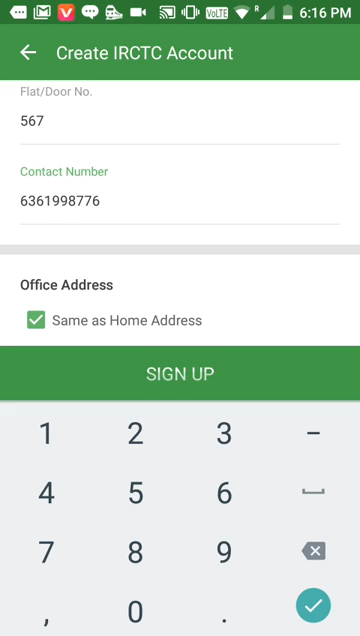 VoLTE R 6:16 PM
Create IRCTC Account
Flat/Door No.
567
Contact Number
6361998776
Office Address
Same as Home Address
SIGN UP
1 2 3 –
4 5 6
7 8 9
, 0 .